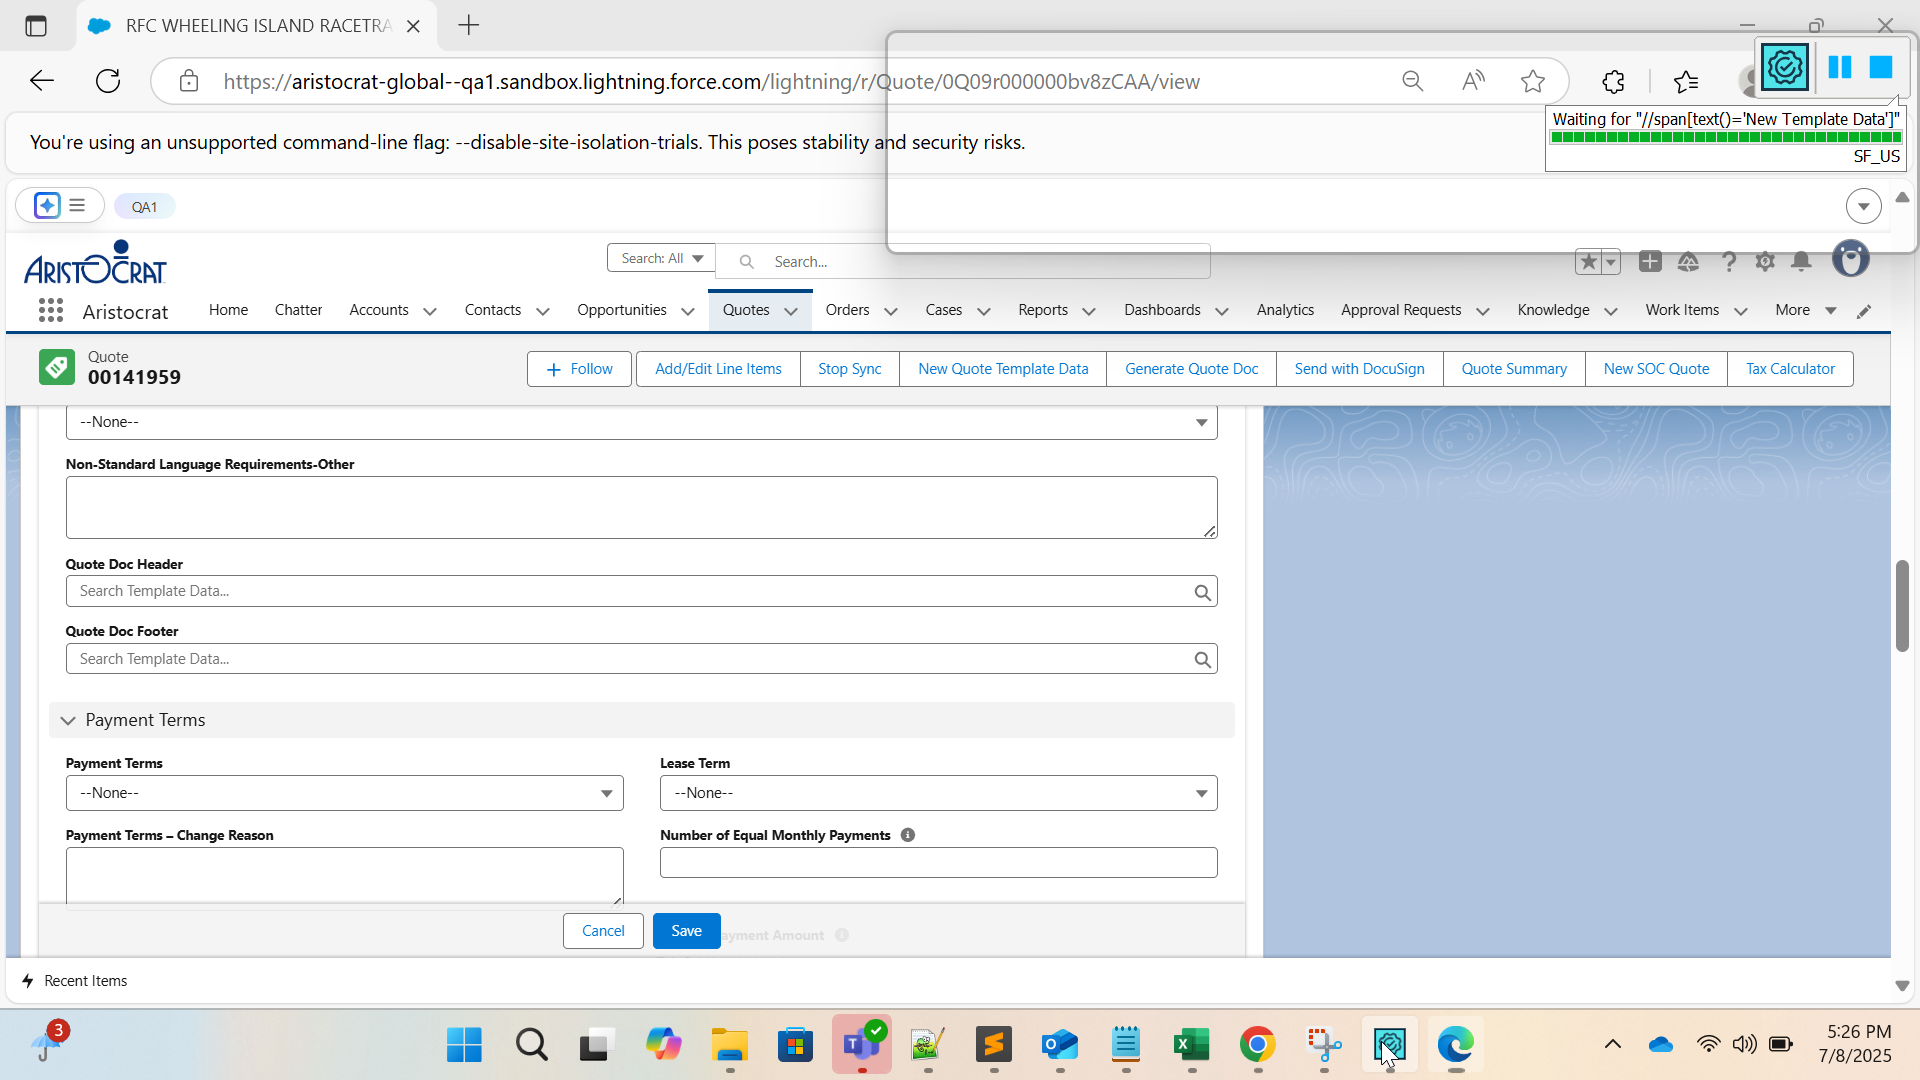 RFC WHEELING ISLAND RACETRA
https://aristocrat-global--qa1.sandbox.lightning.force.com/lightning/r/Quote/0Q09r000000bv8zCAA/view
Waiting for "//span[text()='New Template Data']"
You're using an unsupported command-line flag: --disable-site-isolation-trials. This poses stability and security risks.
SF_US
QA1
ARISTOCRAT
Search: All
Search...
Aristocrat
Home
Chatter
Accounts
Contacts
Opportunities
Quotes
Orders
Cases
Reports
Dashboards
Analytics
Approval Requests
Knowledge
Work Items
More
Quote
00141959
Follow
Add/Edit Line Items
Stop Sync
New Quote Template Data
Generate Quote Doc
Send with DocuSign
Quote Summary
New SOC Quote
Tax Calculator
--None--
Non-Standard Language Requirements-Other
Quote Doc Header
Search Template Data...
Quote Doc Footer
Search Template Data...
Payment Terms
Payment Terms
Lease Term
--None--
--None--
Payment Terms – Change Reason
Number of Equal Monthly Payments
Cancel
Save
ayment Amount
Recent Items
3
5:26 PM
7/8/2025